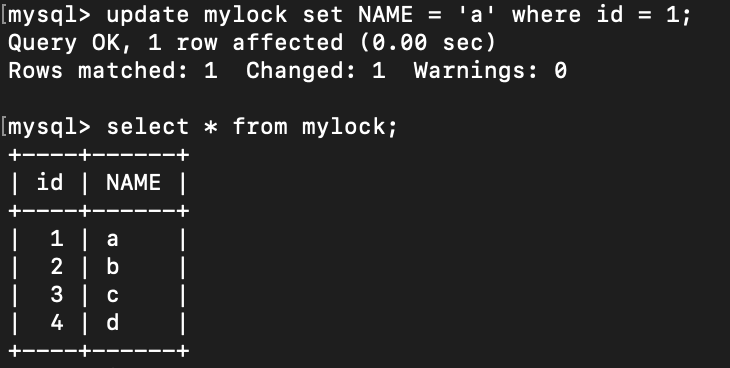 [mysql> update mylock set NAME = 'a' where id = 1;
Query OK, 1 row affected (0.00 sec)
Rows matched: 1  Changed: 1  Warnings: 0

[mysql> select * from mylock;
+----+------+
| id | NAME |
+----+------+
|  1 | a    |
|  2 | b    |
|  3 | c    |
|  4 | d    |
+----+------+